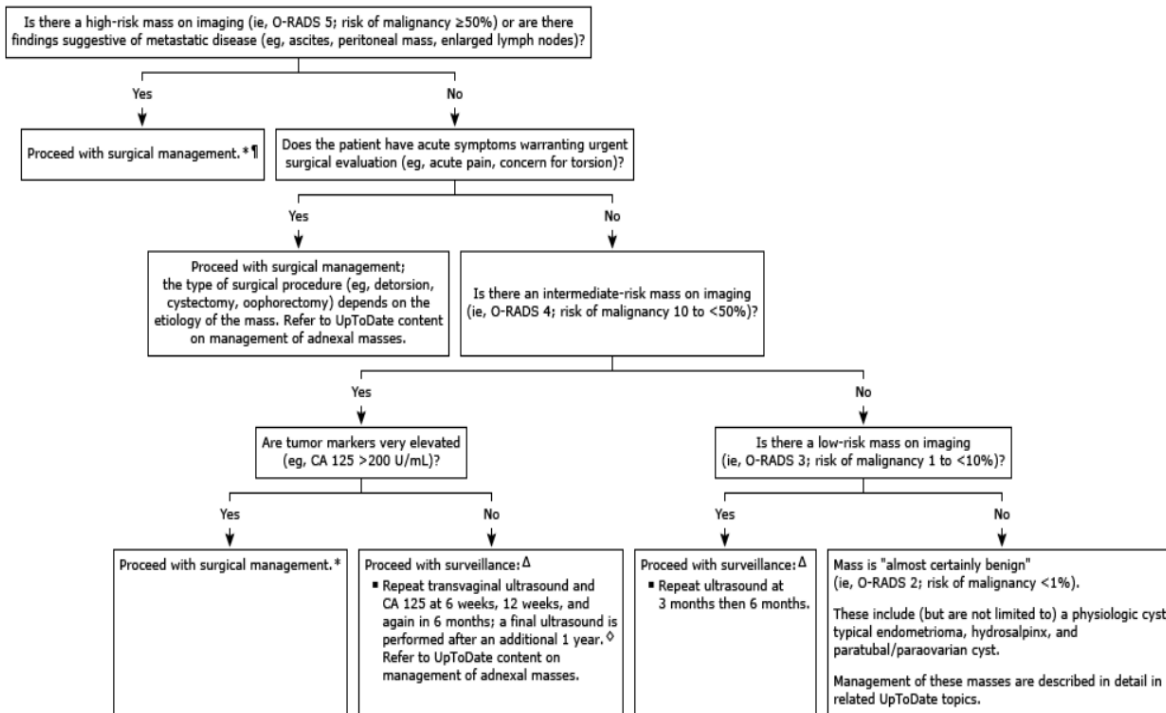 Is there a high-risk mass on imaging (ie, O-RADS 5; risk of malignancy ≥50%) or are there
findings suggestive of metastatic disease (eg, ascites, peritoneal mass, enlarged lymph nodes)?
Yes
No
Proceed with surgical management.*¶
Does the patient have acute symptoms warranting urgent
surgical evaluation (eg, acute pain, concern for torsion)?
Yes
No
Proceed with surgical management;
the type of surgical procedure (eg, detorsion,
cystectomy, oophorectomy) depends on the
etiology of the mass. Refer to UpToDate content
on management of adnexal masses.
Is there an intermediate-risk mass on imaging
(ie, O-RADS 4; risk of malignancy 10 to <50%)?
Yes
No
Are tumor markers very elevated
(eg, CA 125 >200 U/mL)?
Is there a low-risk mass on imaging
(ie, O-RADS 3; risk of malignancy 1 to <10%)?
Yes
No
Yes
No
Proceed with surgical management.*
Proceed with surveillance:Δ
▪ Repeat transvaginal ultrasound and
CA 125 at 6 weeks, 12 weeks, and
again in 6 months; a final ultrasound is
performed after an additional 1 year.◊
Refer to UpToDate content on
management of adnexal masses.
Proceed with surveillance:Δ
▪ Repeat ultrasound at
3 months then 6 months.
Mass is "almost certainly benign"
(ie, O-RADS 2; risk of malignancy <1%).
These include (but are not limited to) a physiologic cyst
typical endometrioma, hydrosalpinx, and
paratubal/paraovarian cyst.
Management of these masses are described in detail in
related UpToDate topics.